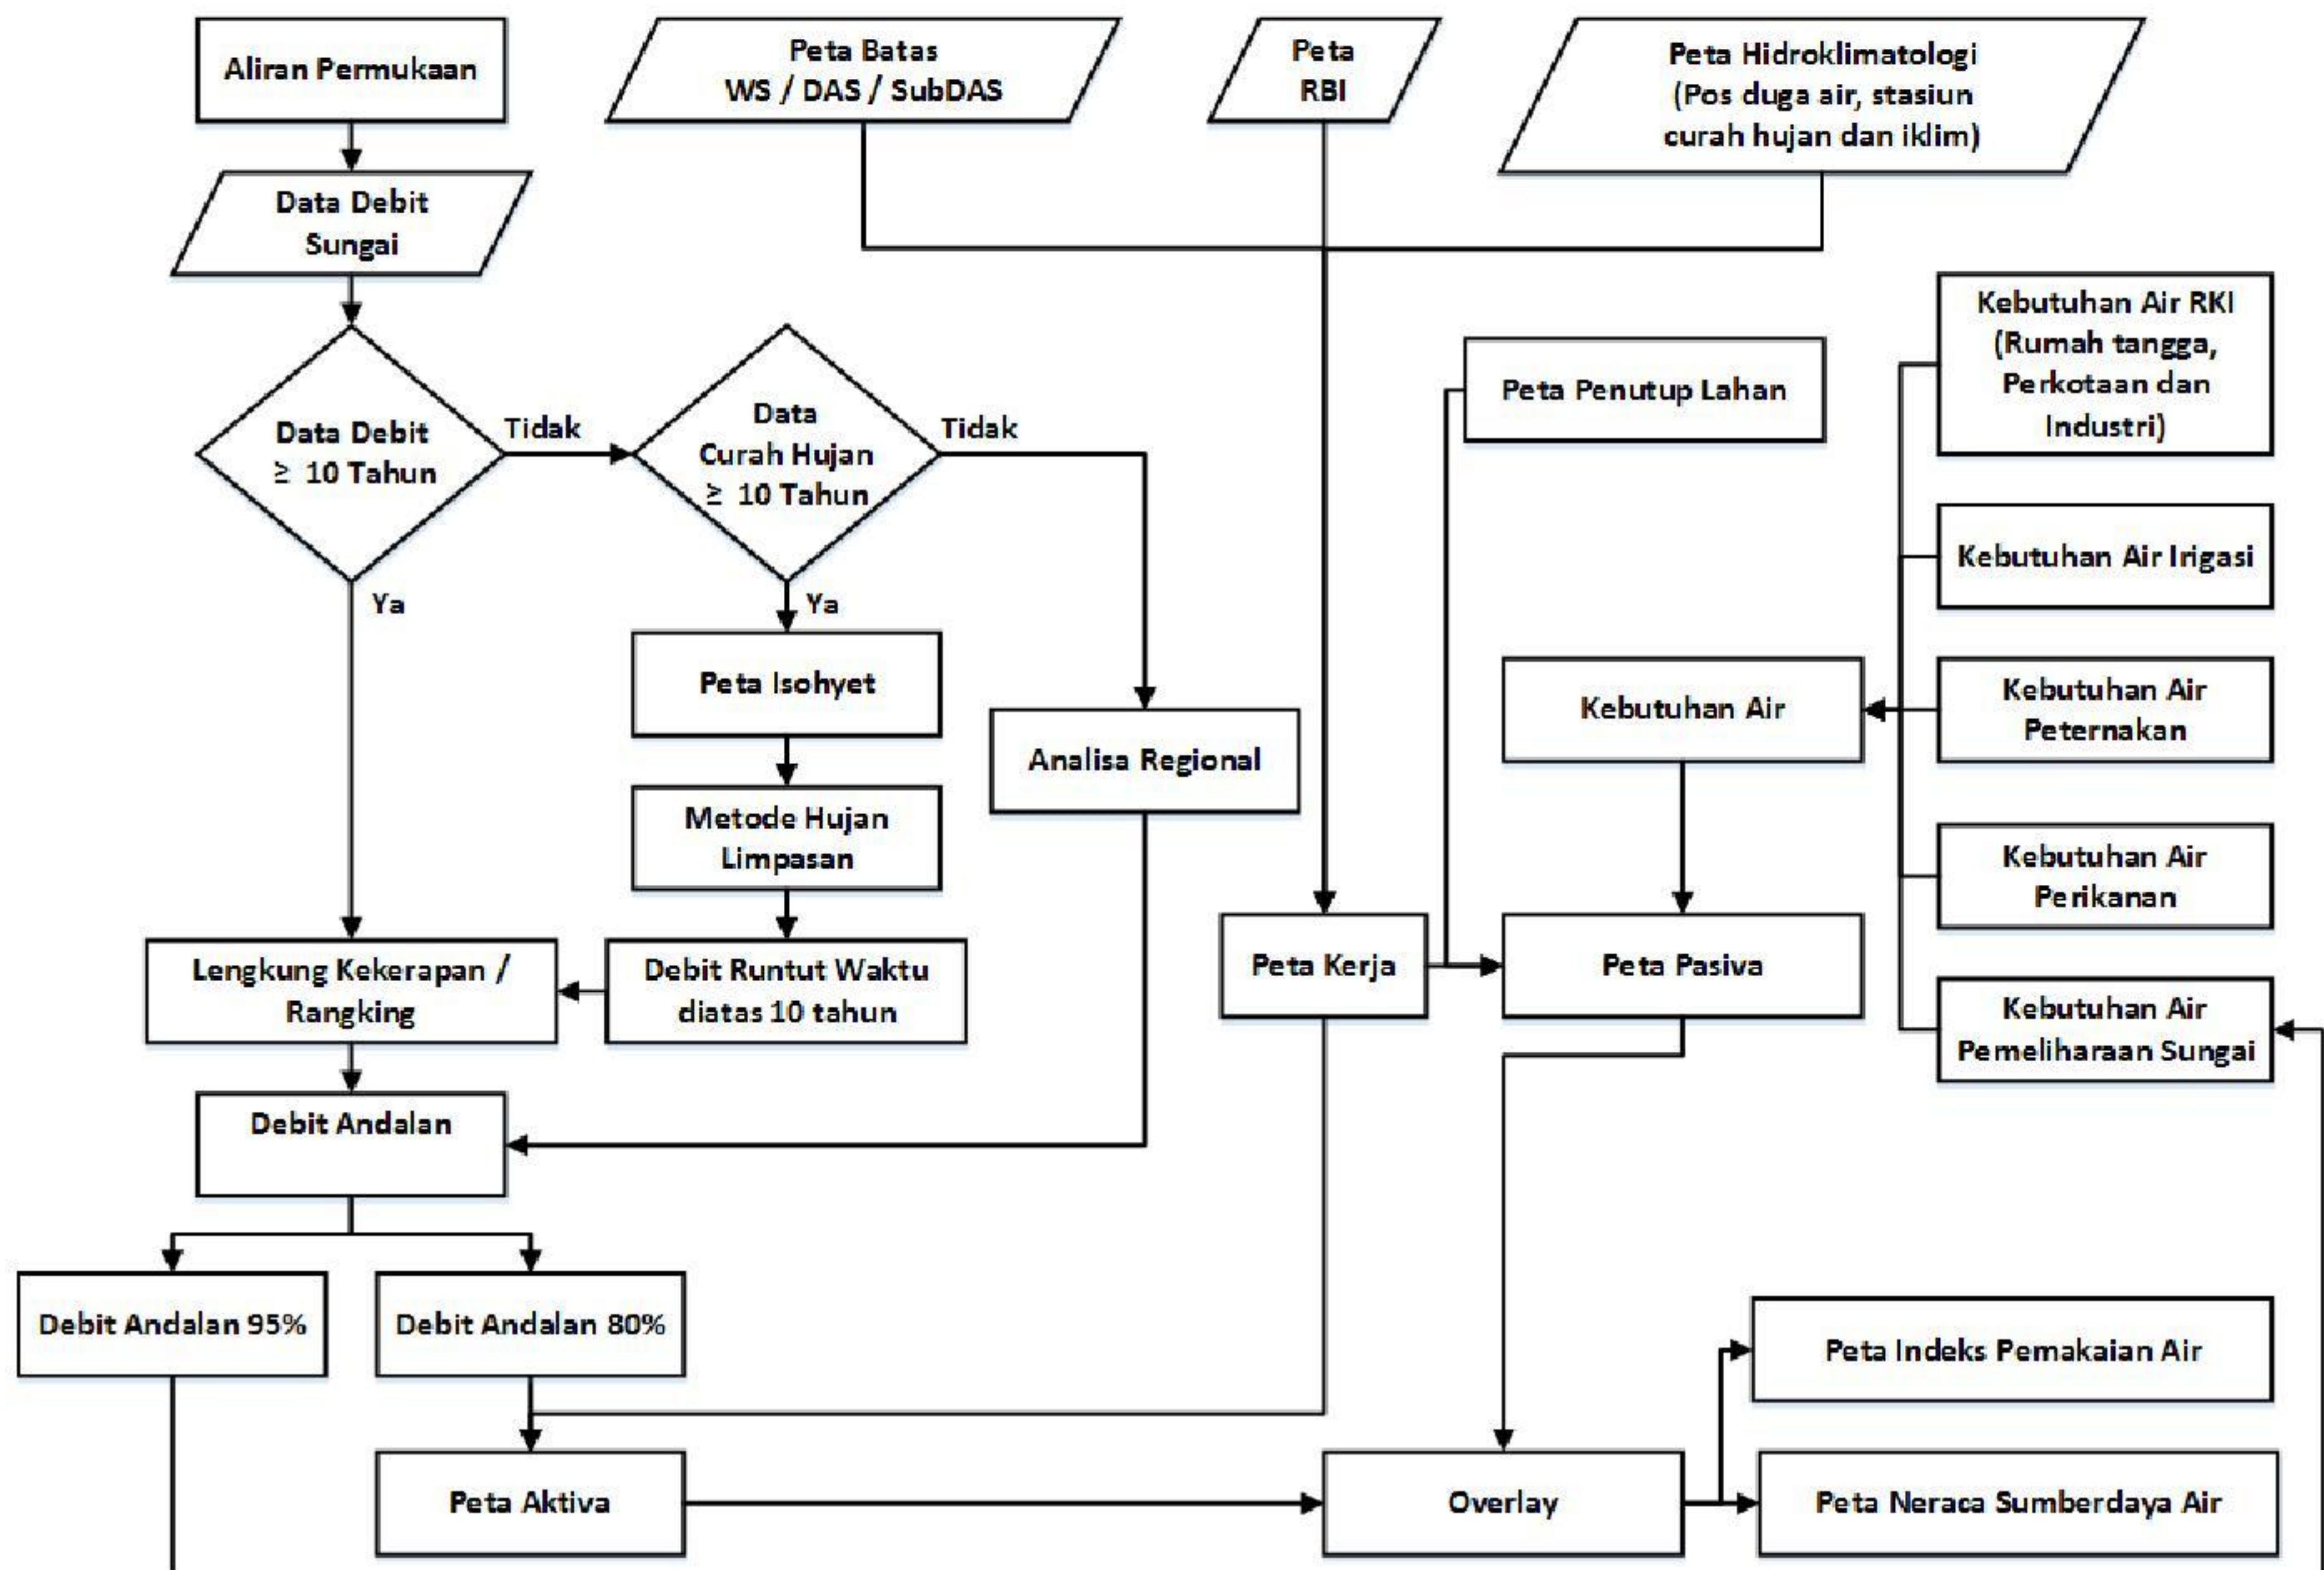 Aliran Permukaan
Peta Batas
WS / DAS / SubDAS
Peta
RBI
Peta Hidroklimatologi
(Pos duga air, stasiun
curah hujan dan iklim)
Data Debit
Sungai
Data Debit
≥ 10 Tahun
Tidak
Ya
Data
Curah Hujan
≥ 10 Tahun
Tidak
Ya
Peta Penutup Lahan
Kebutuhan Air RKI
(Rumah tangga,
Perkotaan dan
Industri)
Kebutuhan Air Irigasi
Peta Isohyet
Kebutuhan Air
Kebutuhan Air
Peternakan
Analisa Regional
Metode Hujan
Limpasan
Kebutuhan Air
Perikanan
Lengkung Kekerapan /
Rangking
Debit Runtut Waktu
diatas 10 tahun
Peta Kerja
Peta Pasiva
Kebutuhan Air
Pemeliharaan Sungai
Debit Andalan
Debit Andalan 95%
Debit Andalan 80%
Peta Indeks Pemakaian Air
Peta Aktiva
Overlay
Peta Neraca Sumberdaya Air